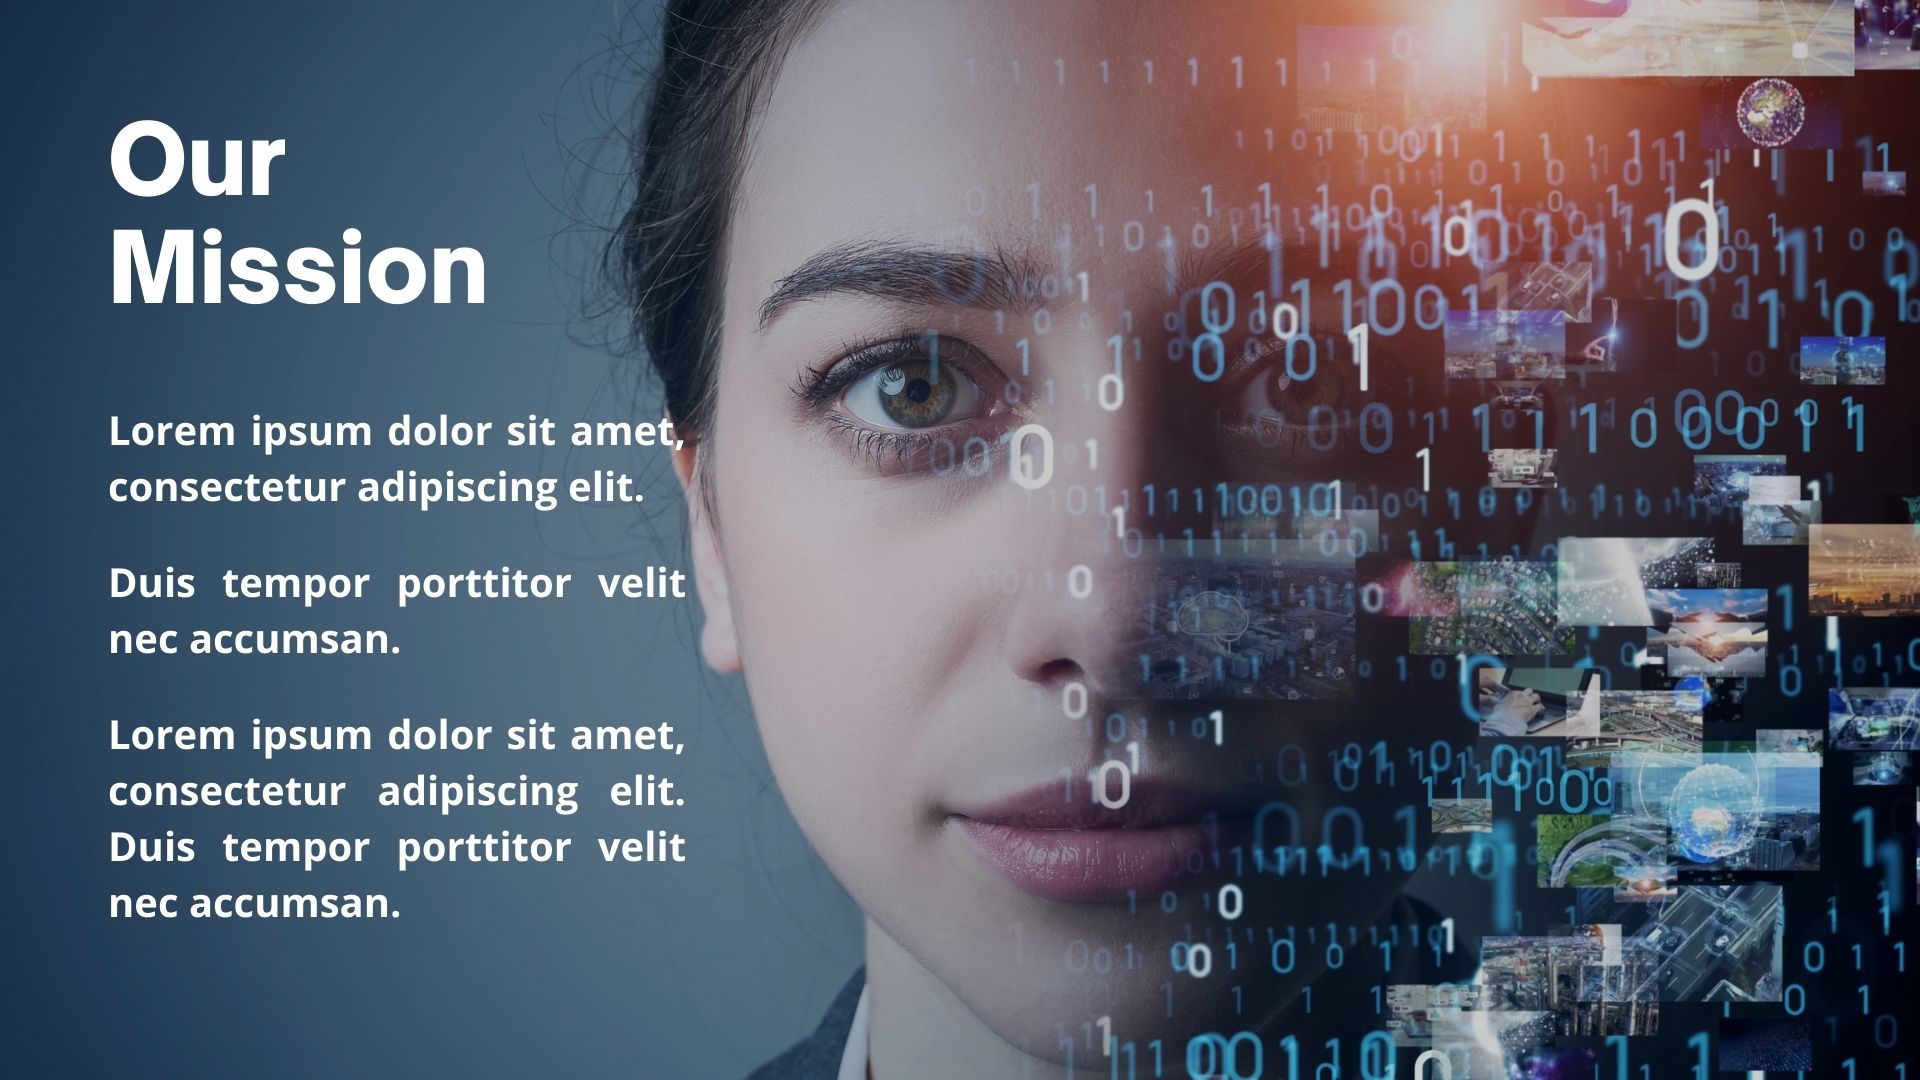 Our
Mission
Lorem ipsum dolor sit amet,
consectetur adipiscing elit.
Duis tempor porttitor velit
nec accumsan.
Lorem ipsum dolor sit amet,
consectetur adipiscing elit.
Duis tempor porttitor velit
nec accumsan.